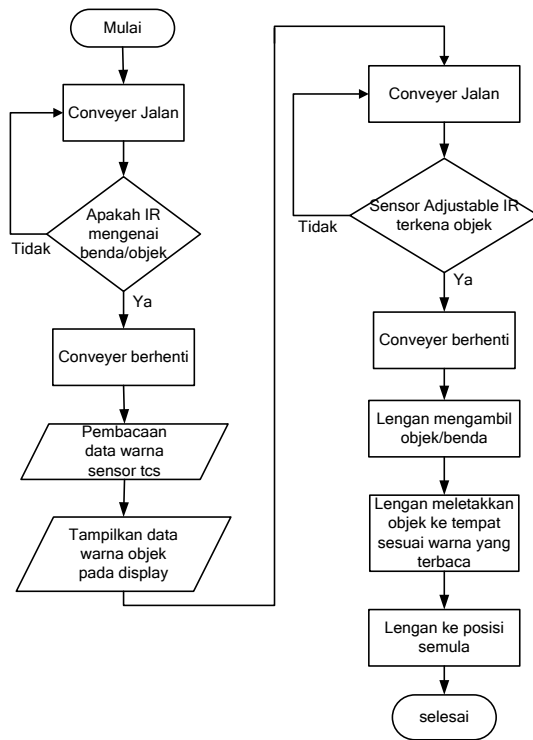 Mulai
Conveyer Jalan
Apakah IR
mengenai
benda/objek
Tidak
Ya
Conveyer berhenti
Pembacaan
data warna
sensor tcs
Tampilkan data
warna objek
pada display
Conveyer Jalan
Sensor Adjustable IR
terkena objek
Tidak
Ya
Conveyer berhenti
Lengan mengambil
objek/benda
Lengan meletakkan
objek ke tempat
sesuai warna yang
terbaca
Lengan ke posisi
semula
selesai